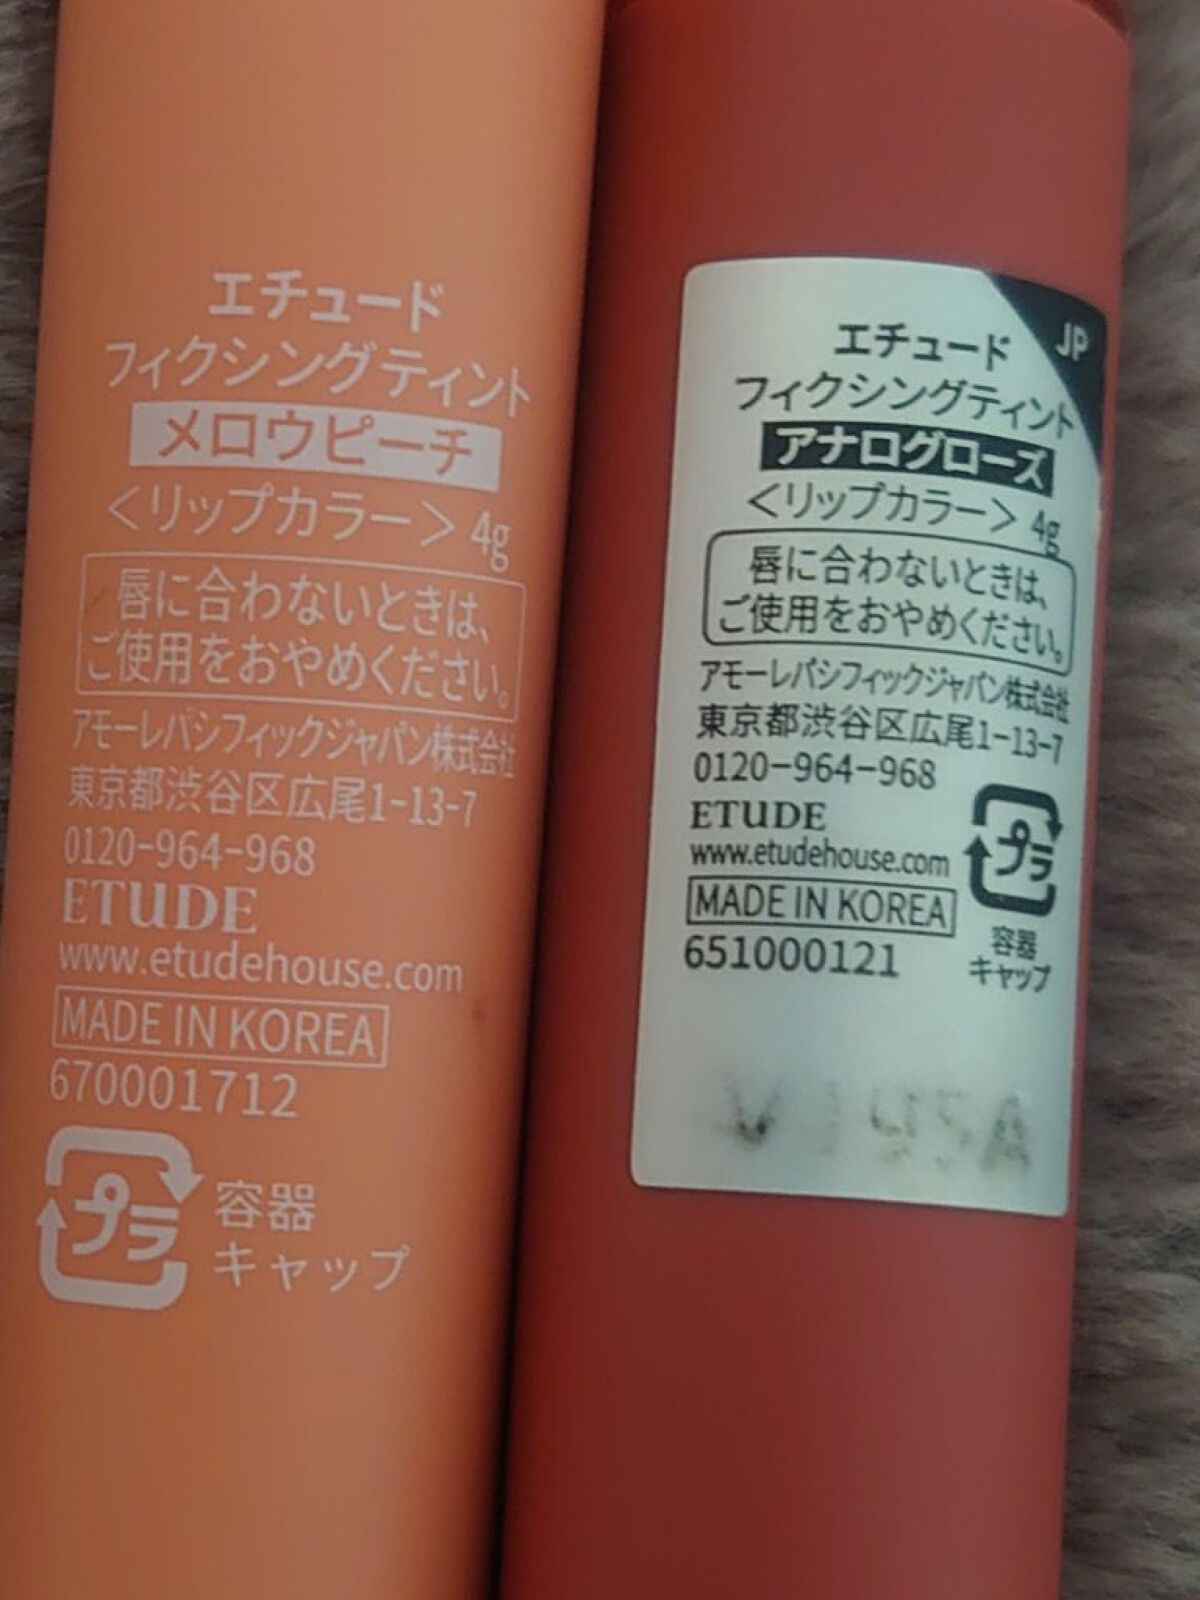 エチュード
フィクシングティント
メロウピーチ
＜リップカラー＞ 4g
唇に合わないときは、
ご使用をおやめください。
アモーレパシフィックジャパン株式会社
東京都渋谷区広尾1-13-7
0120-964-968
ETUDE
www.etudehouse.com
MADE IN KOREA
670001712
プラ
容器
キャップ
JP
エチュード
フィクシングティント
アナログローズ
＜リップカラー＞ 4g
唇に合わないときは、
ご使用をおやめください。
アモーレパシフィックジャパン株式会社
東京都渋谷区広尾1-13-7
0120-964-968
ETUDE
www.etudehouse.com
MADE IN KOREA
651000121
プラ
容器
キャップ